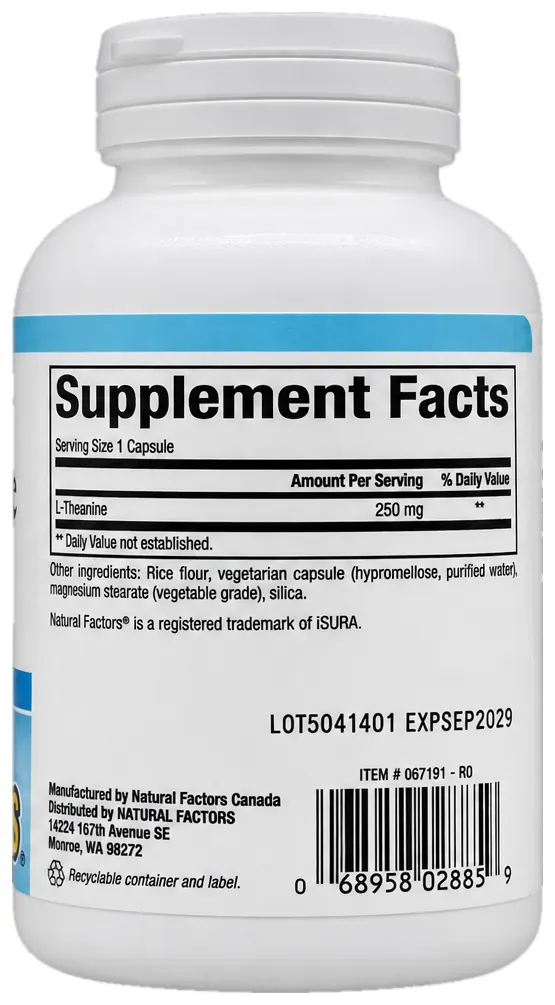 Supplement Facts
Serving Size 1 Capsule
Amount Per Serving % Daily Value
L-Theanine 250 mg **
** Daily Value not established.
Other ingredients: Rice flour, vegetarian capsule (hypromellose, purified water),
magnesium stearate (vegetable grade), silica.
Natural Factors® is a registered trademark of iSURA.
LOT5041401 EXPSEP2029
ITEM # 067191 - R0
Manufactured by Natural Factors Canada
Distributed by NATURAL FACTORS
14224 167th Avenue SE
Monroe, WA 98272
Recyclable container and label.
0 68958 02885 9